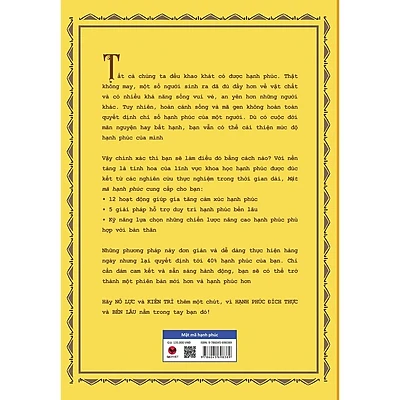 Tất cả chúng ta đều khao khát có được hạnh phúc. Thật
không may, một số người sinh ra đã đủ đầy hơn về vật chất
và có nhiều khả năng sống vui vẻ, an yên hơn những người
khác. Tuy nhiên, hoàn cảnh sống và mã gen không hoàn toàn
quyết định chỉ số hạnh phúc của một người. Dù có cuộc đời
mãn nguyện hay bất hạnh, bạn vẫn có thể cải thiện mức độ
hạnh phúc của mình
Vậy chính xác thì bạn sẽ làm điều đó bằng cách nào? Với nền
tảng là tinh hoa của lĩnh vực khoa học hạnh phúc được đúc
kết từ các nghiên cứu thực nghiệm trong thời gian dài, Mật
mã hạnh phúc cung cấp cho bạn:
• 12 hoạt động giúp gia tăng cảm xúc hạnh phúc
• 5 giải pháp hỗ trợ duy trì hạnh phúc bền lâu
• Kỹ năng lựa chọn những chiến lược nâng cao hạnh phúc phù
hợp với bản thân
Những phương pháp này đơn giản và dễ dàng thực hiện hàng
ngày nhưng lại quyết định tới 40% hạnh phúc của bạn. Chỉ
cần dám cam kết và sẵn sàng hành động, bạn sẽ có thể trở
thành một phiên bản mới hơn và hạnh phúc hơn
Hãy NỖ LỰC và KIÊN TRÌ thêm một chút, vì HẠNH PHÚC ĐÍCH THỰC
và BỀN LÂU nằm trong tay bạn đó!
Mật mã hạnh phúc